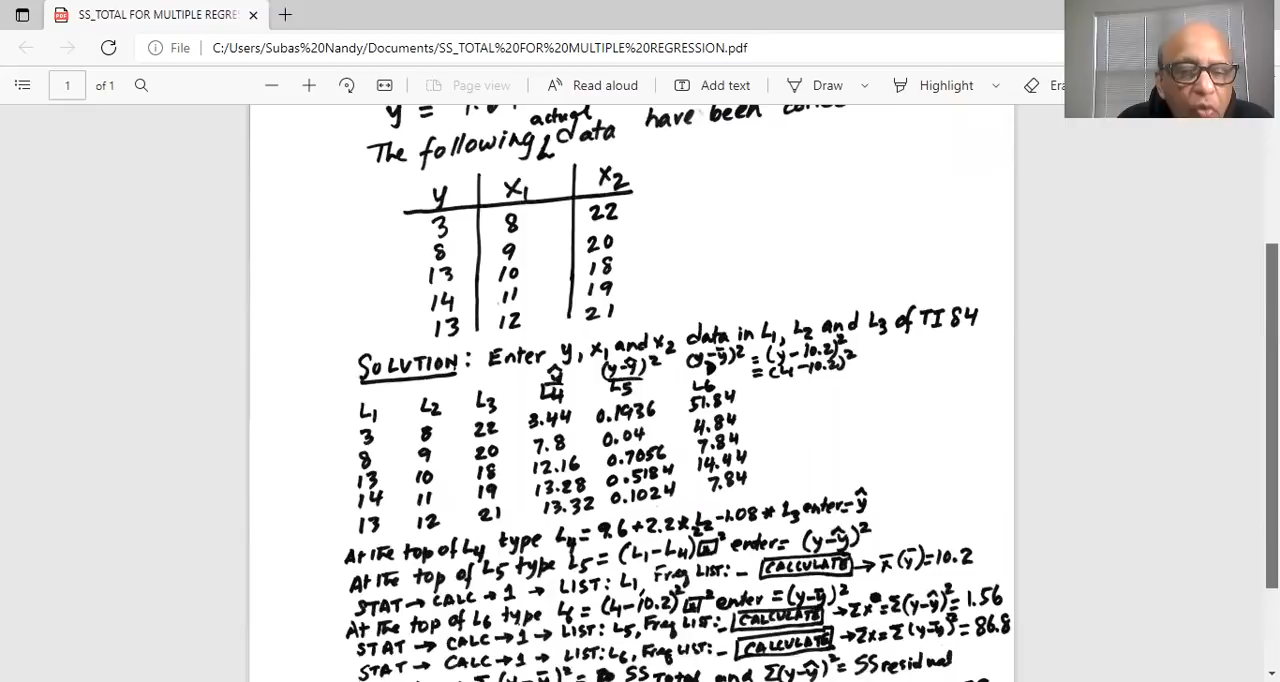 SS_TOTAL FOR MULTIPLE REGRES
File C:/Users/Subas%20Nandy/Documents/SS_TOTAL%20FOR%20MULTIPLE%20REGRESSION.pdf
1 of 1 Page view Read aloud Add text Draw Highlight Era
y =
The following actual data have been
y x1 x2
3 8 22
8 9 20
13 10 18
14 11 19
13 12 21
SOLUTION: Enter y, x1 and x2 data in L1, L2 and L3 of TI 84
ŷ (y-ŷ)² (y-ȳ)² = (y-10.2)²
= (L1-10.2)²
L1 L2 L3 L4 L5 L6
3 8 22 3.44 0.1936 51.84
8 9 20 7.8 0.04 4.84
13 10 18 12.16 0.7056 7.84
14 11 19 13.28 0.5184 14.44
13 12 21 13.32 0.1024 7.84
At the top of L4 type L4 = 9.6+2.2*L2-1.08*L3 enter = ŷ
At the top of L5 type L5 = (L1-L4)² enter = (y-ŷ)²
STAT → CALC → 1 → LIST: L1, Freq LIST: _ CALCULATE → x̄(ȳ)=10.2
At the top of L6 type L6 = (L1-10.2)² enter = (y-ȳ)²
STAT → CALC → 1 → LIST: L5, Freq LIST: _ CALCULATE → Σx = Σ(y-ŷ)² = 1.56
STAT → CALC → 1 → LIST: L6, Freq LIST: _ CALCULATE → Σx = Σ(y-ȳ)² = 86.8
Σ(y-ȳ)² = SS Total and Σ(y-ŷ)² = SS residual